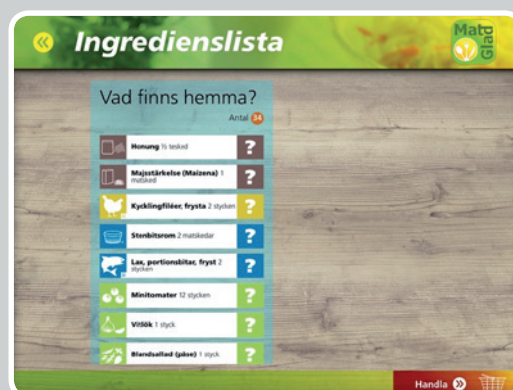 Ingredienslista
Mat
Glad
Vad finns hemma?
Antal 34
Honung ½ tesked
?
Majsstärkelse (Maizena) 1
matsked
?
Kycklingfiléer, frysta 2 stycken
?
Stenbitsrom 2 matskedar
?
Lax, portionsbitar, fryst 2
stycken
?
Minitomater 12 stycken
?
Vitlök 1 styck
?
Blandsallad (påse) 1 styck
?
Handla